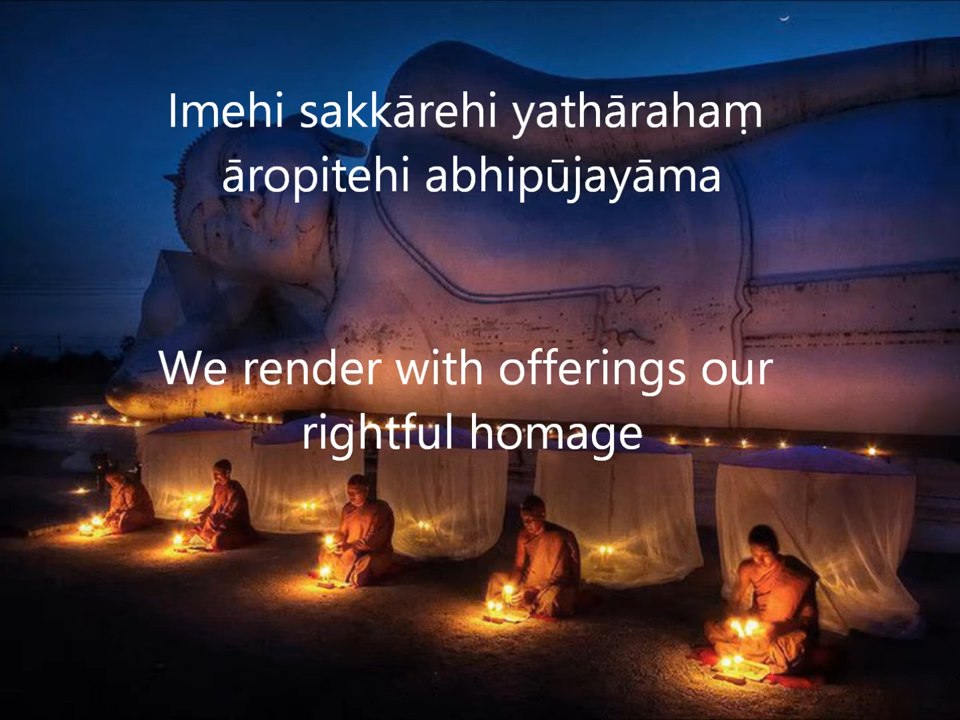 Imehi sakkārehi yathārahaṃ
āropitehi abhipūjayāma
We render with offerings our
rightful homage